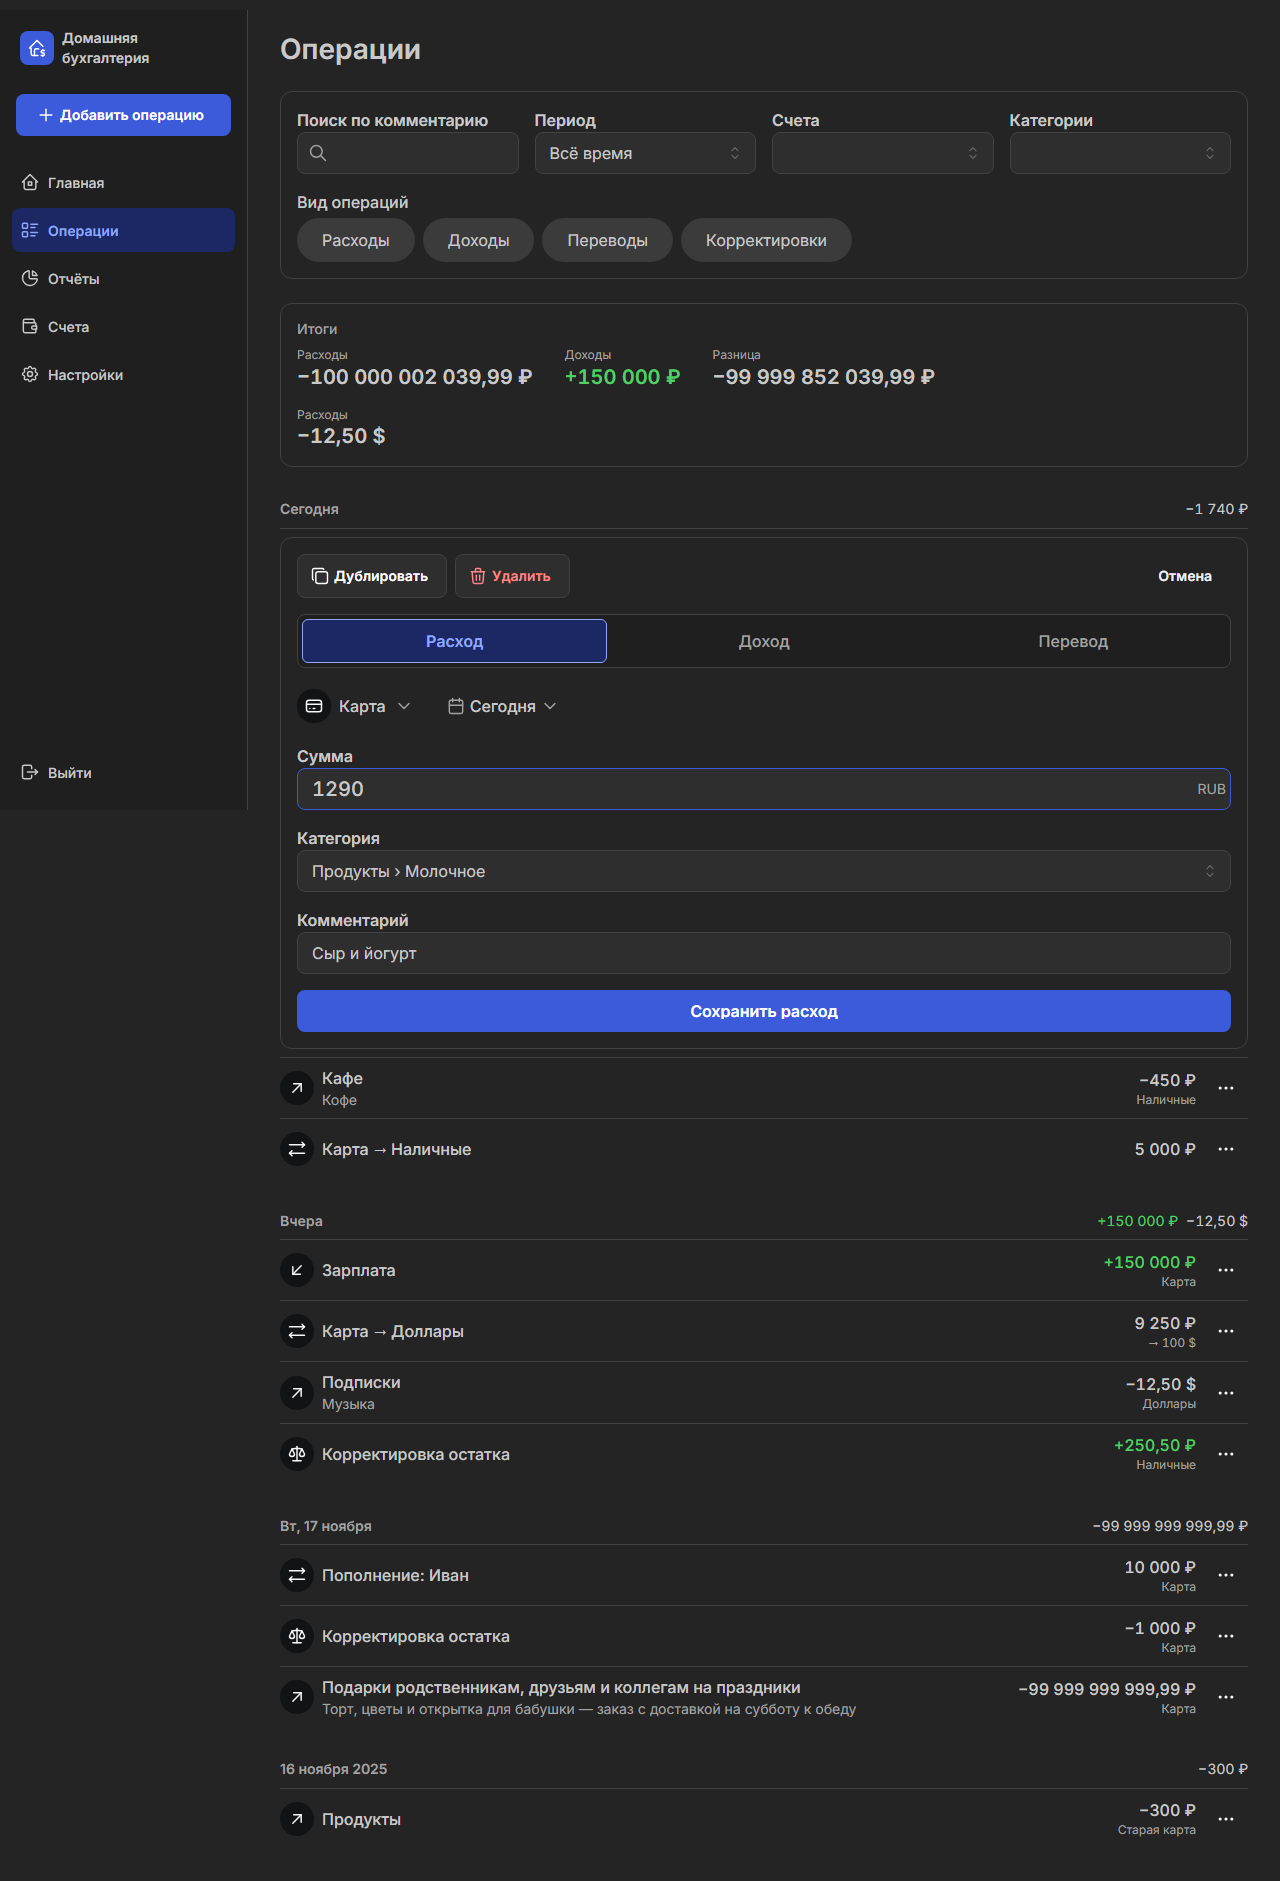 Домашняя
бухгалтерия
Добавить операцию
Главная
Операции
Отчёты
Счета
Настройки
Выйти
Операции
Поиск по комментарию
Период
Счета
Категории
Всё время
Вид операций
Расходы
Доходы
Переводы
Корректировки
Итоги
Расходы
Доходы
Разница
−100 000 002 039,99 ₽
+150 000 ₽
−99 999 852 039,99 ₽
Расходы
−12,50 $
Сегодня
−1 740 ₽
Дублировать
Удалить
Отмена
Расход
Доход
Перевод
Карта
Сегодня
Сумма
1290
RUB
Категория
Продукты › Молочное
Комментарий
Сыр и йогурт
Сохранить расход
Кафе
−450 ₽
Кофе
Наличные
Карта → Наличные
5 000 ₽
Вчера
+150 000 ₽ −12,50 $
Зарплата
+150 000 ₽
Карта
Карта → Доллары
9 250 ₽
→ 100 $
Подписки
−12,50 $
Музыка
Доллары
Корректировка остатка
+250,50 ₽
Наличные
Вт, 17 ноября
−99 999 999 999,99 ₽
Пополнение: Иван
10 000 ₽
Карта
Корректировка остатка
−1 000 ₽
Карта
Подарки родственникам, друзьям и коллегам на праздники
−99 999 999 999,99 ₽
Торт, цветы и открытка для бабушки — заказ с доставкой на субботу к обеду
Карта
16 ноября 2025
−300 ₽
Продукты
−300 ₽
Старая карта